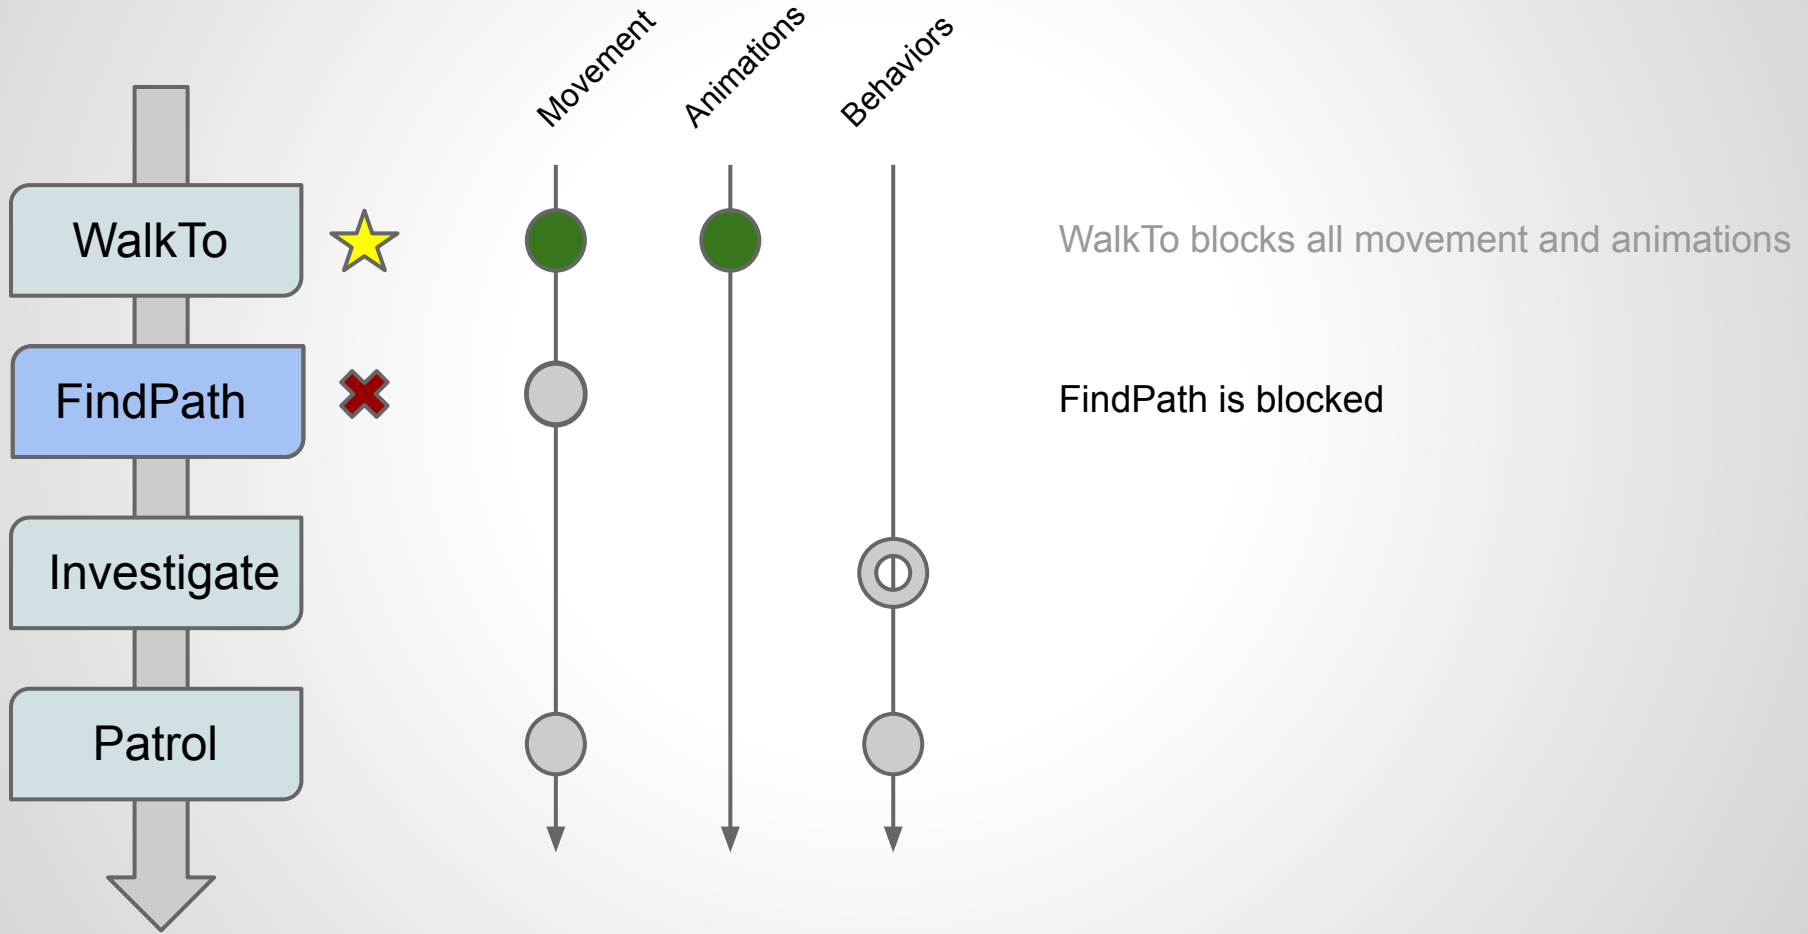 Movement
Animations
Behaviors
WalkTo
WalkTo blocks all movement and animations
FindPath
FindPath is blocked
Investigate
Patrol